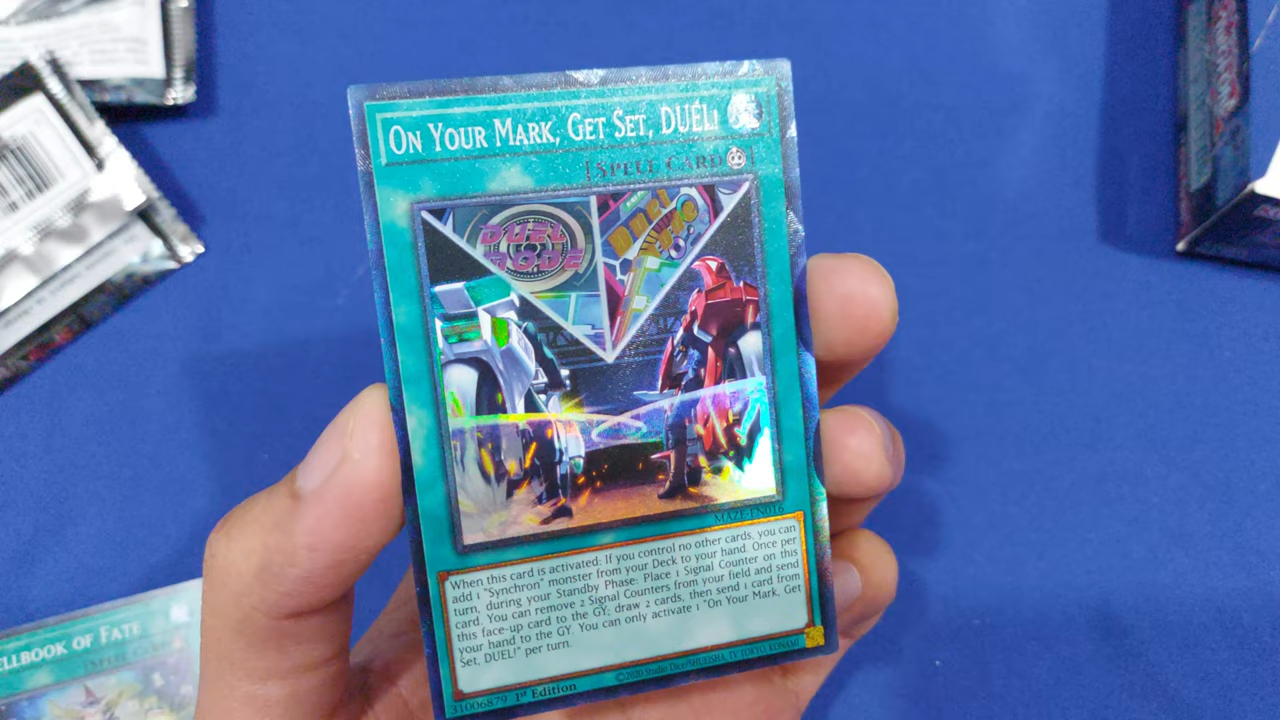 ON YOUR MARK, GET SET, DUEL!
[SPELL CARD]
DUEL
MODE
DUEL
MAZE-EN016
When this card is activated: If you control no other cards, you can
add 1 "Synchron" monster from your Deck to your hand. Once per
turn, during your Standby Phase: Place 1 Signal Counter on this
card. You can remove 2 Signal Counters from your field and send
this face-up card to the GY; draw 2 cards, then send 1 card from
your hand to the GY. You can only activate 1 "On Your Mark, Get
Set, DUEL!" per turn.
31006879 1st Edition
©2020 Studio Dice/SHUEISHA, TV TOKYO, KONAMI
ELLBOOK OF FATE
[SPELL CARD